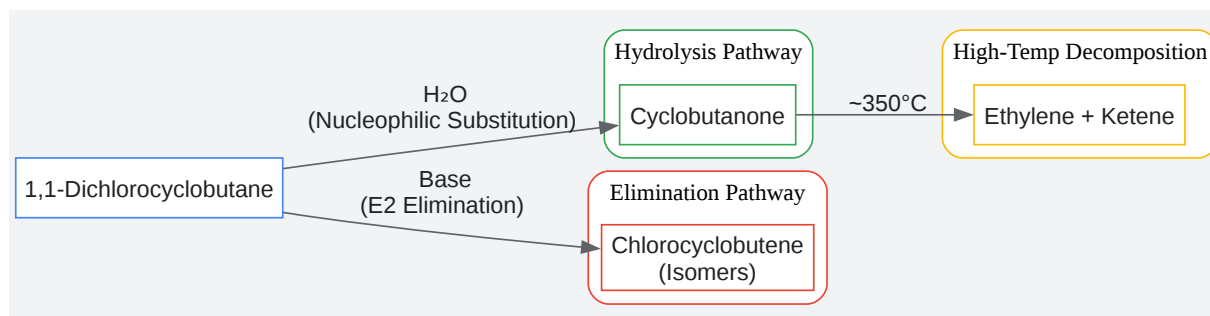 1,1-Dichlorocyclobutane
H₂O
(Nucleophilic Substitution)
Hydrolysis Pathway
Cyclobutanone
~350°C
High-Temp Decomposition
Ethylene + Ketene
Base
(E2 Elimination)
Elimination Pathway
Chlorocyclobutene
(Isomers)